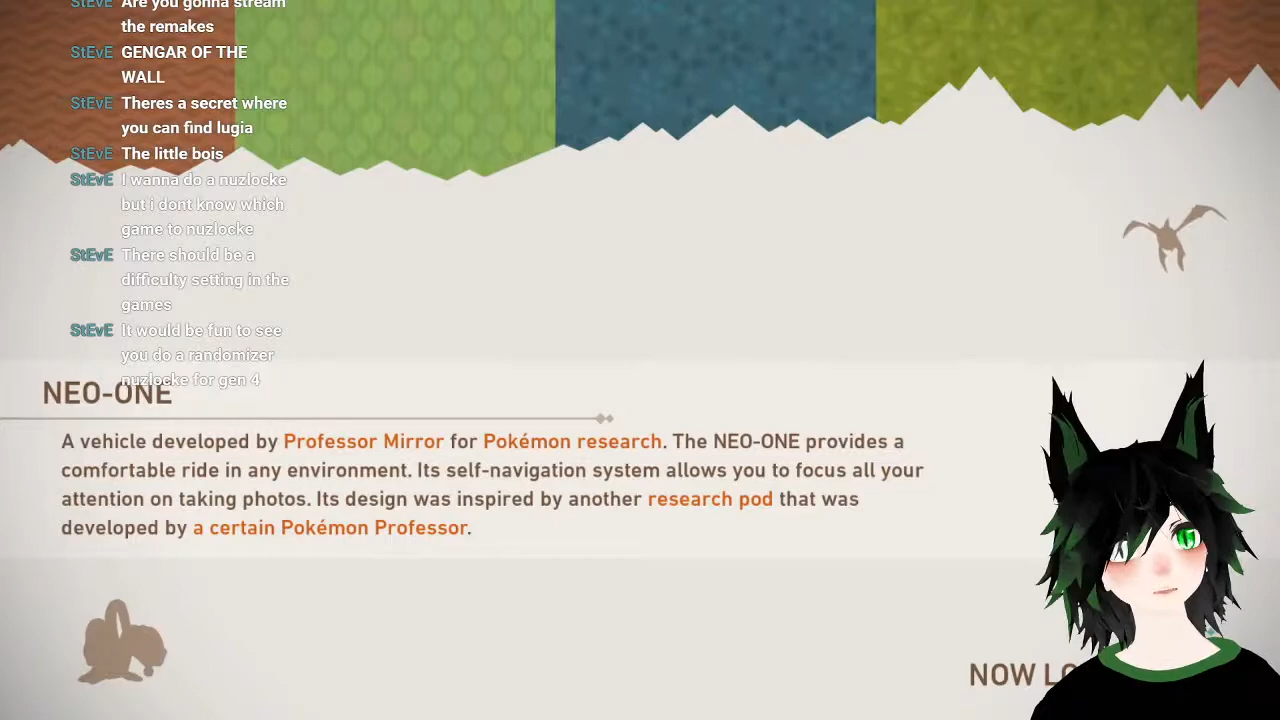 StEvE Are you gonna stream
the remakes
StEvE GENGAR OF THE
WALL
StEvE Theres a secret where
you can find lugia
StEvE The little bois
StEvE I wanna do a nuzlocke
but i dont know which
game to nuzlocke
StEvE There should be a
difficulty setting in the
games
StEvE It would be fun to see
you do a randomizer
nuzlocke for gen 4
NEO-ONE
A vehicle developed by Professor Mirror for Pokémon research. The NEO-ONE provides a
comfortable ride in any environment. Its self-navigation system allows you to focus all your
attention on taking photos. Its design was inspired by another research pod that was
developed by a certain Pokémon Professor.
NOW